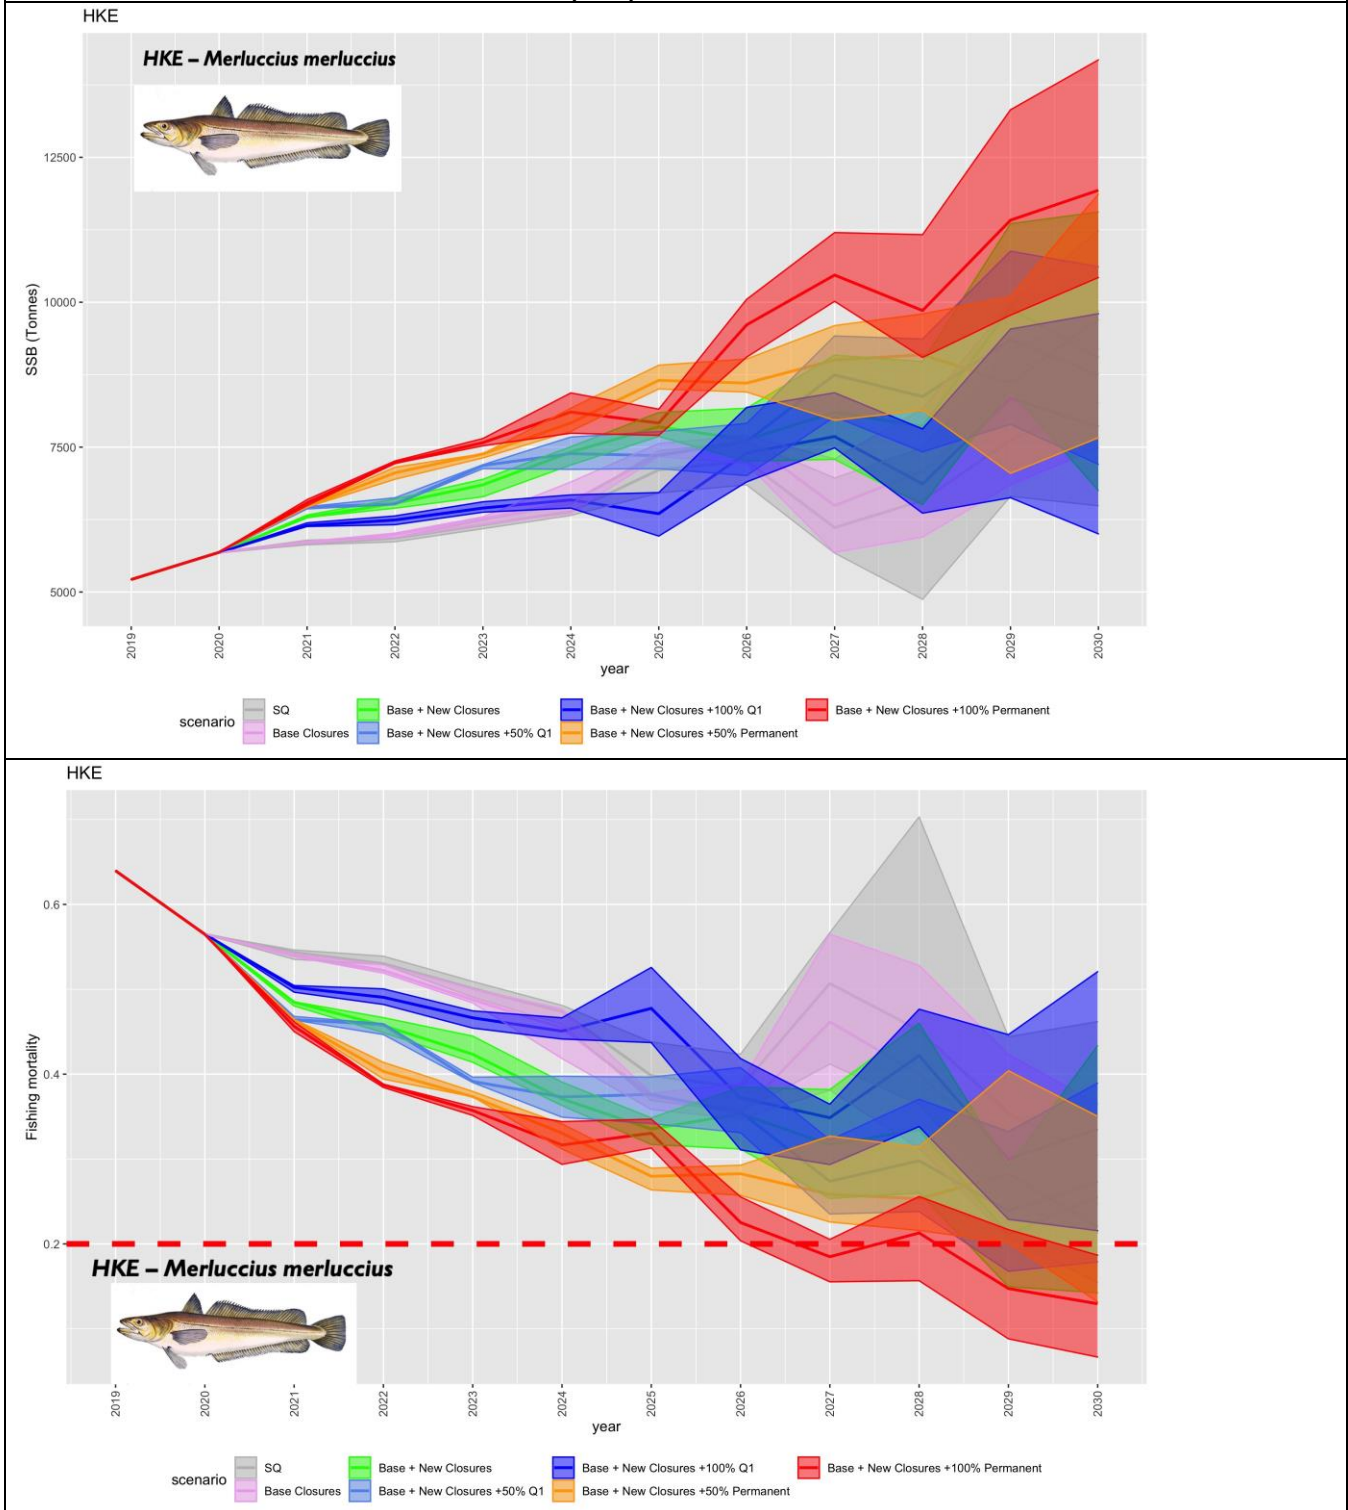 HKE
HKE – Merluccius merluccius
12500
10000
7500
5000
SSB (Tonnes)
2019 2020 2021 2022 2023 2024 2025 2026 2027 2028 2029 2030
year
scenario
SQ
Base + New Closures
Base + New Closures +100% Q1
Base + New Closures +100% Permanent
Base Closures
Base + New Closures +50% Q1
Base + New Closures +50% Permanent
HKE
0.6
0.4
0.2
Fishing mortality
HKE – Merluccius merluccius
2019 2020 2021 2022 2023 2024 2025 2026 2027 2028 2029 2030
year
scenario
SQ
Base + New Closures
Base + New Closures +100% Q1
Base + New Closures +100% Permanent
Base Closures
Base + New Closures +50% Q1
Base + New Closures +50% Permanent